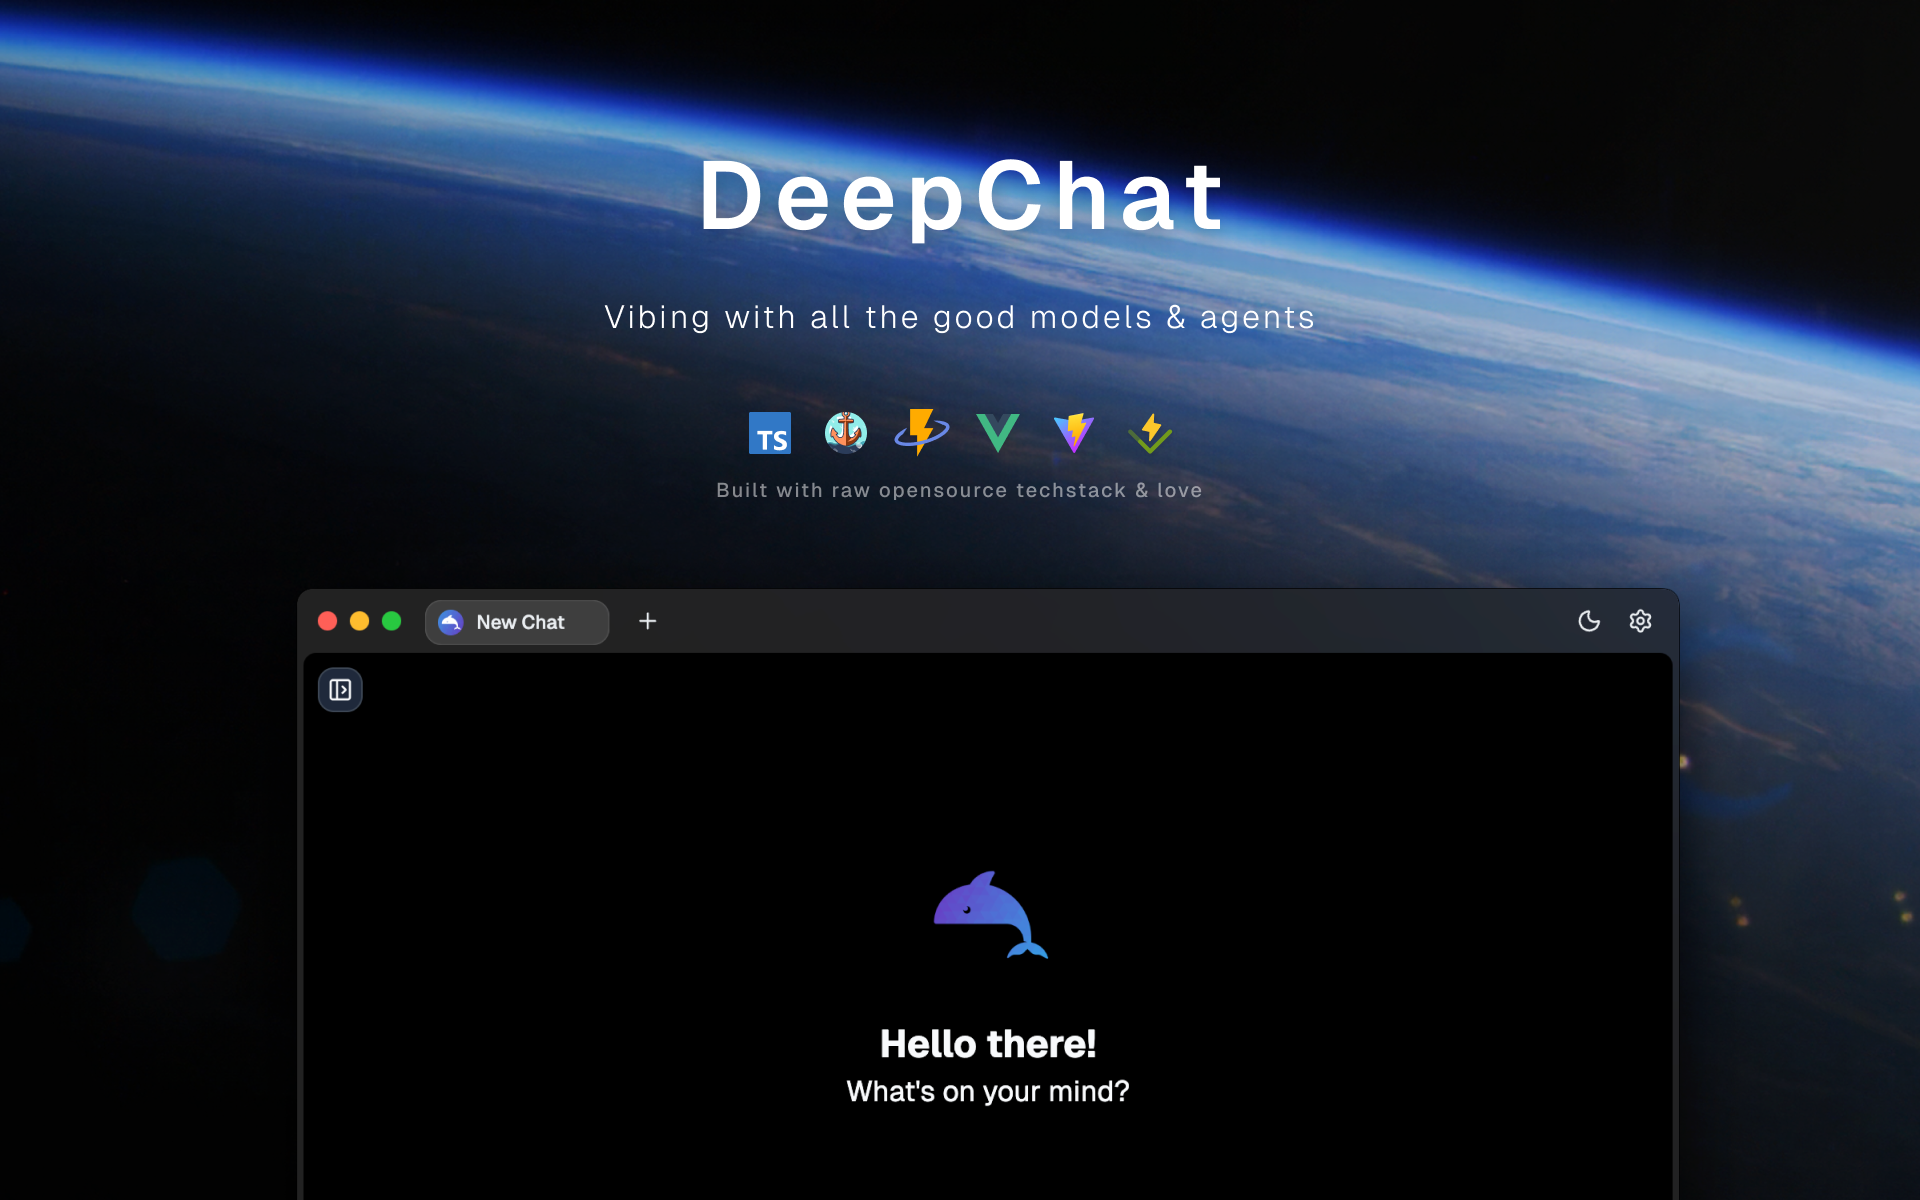 DeepChat
Vibing with all the good models & agents
TS
Built with raw opensource techstack & love
New Chat
Hello there!
What's on your mind?